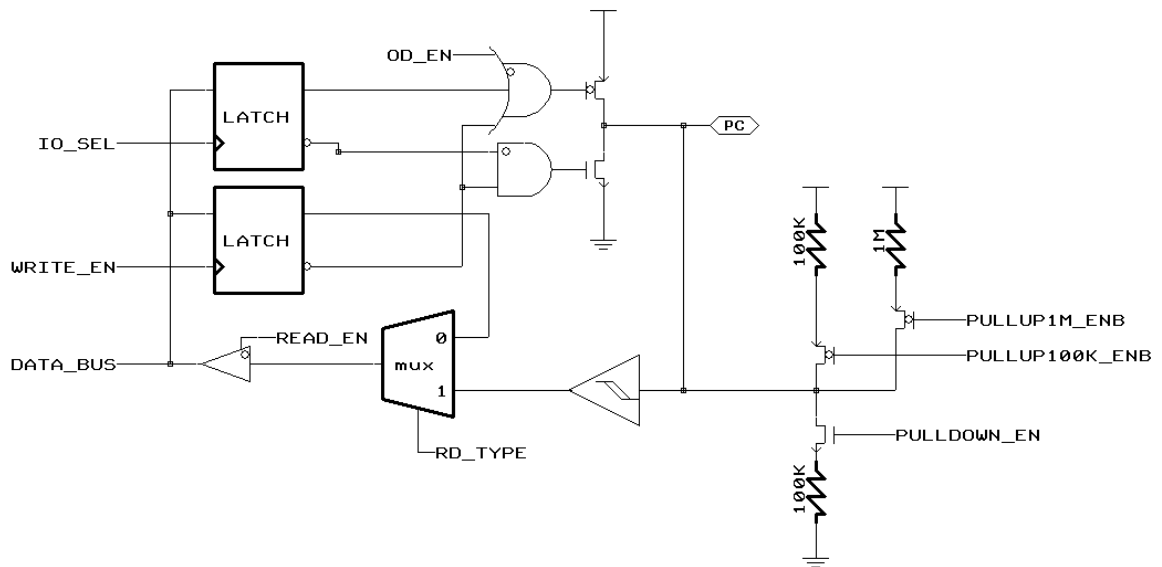 OD_EN
LATCH
PC
IO_SEL
LATCH
100K
1M
WRITE_EN
PULLUP1M_ENB
READ_EN
0
DATA_BUS
mux
PULLUP100K_ENB
1
PULLDOWN_EN
RD_TYPE
100K